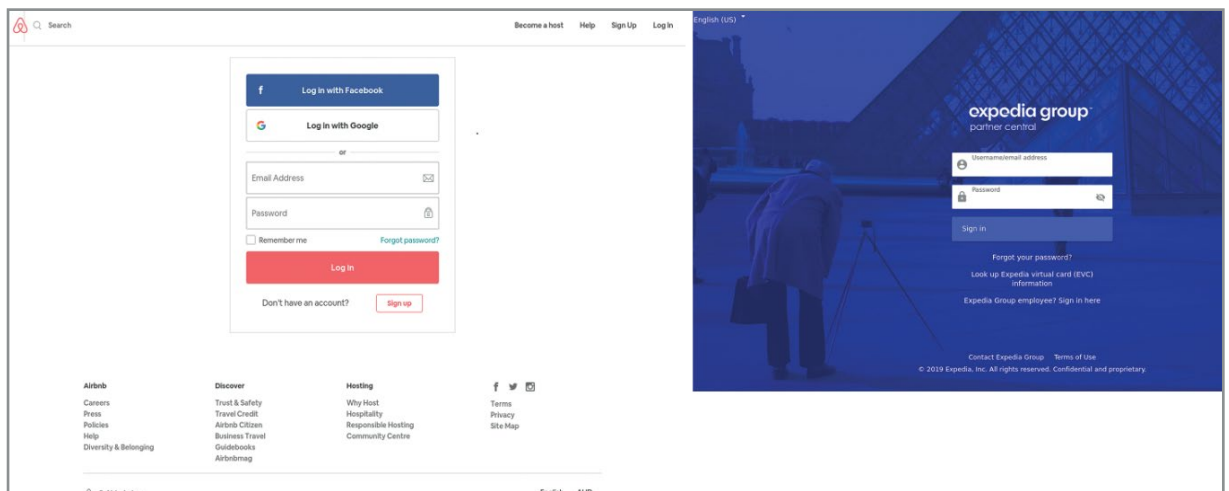 Search
Become a host Help Sign Up Log In
f Log in with Facebook
G Log in with Google
or
Email Address
Password
Remember me Forgot password?
Log In
Don't have an account? Sign up
Airbnb
Careers
Press
Policies
Help
Diversity & Belonging
Discover
Trust & Safety
Travel Credit
Airbnb Citizen
Business Travel
Guidebooks
Airbnbmag
Hosting
Why Host
Hospitality
Responsible Hosting
Community Centre
Terms
Privacy
Site Map
English (US)
expedia group
partner central
Username/email address
Password
Sign in
Forgot your password?
Look up Expedia virtual card (EVC)
information
Expedia Group employee? Sign in here
Contact Expedia Group Terms of Use
© 2019 Expedia, Inc. All rights reserved. Confidential and proprietary.